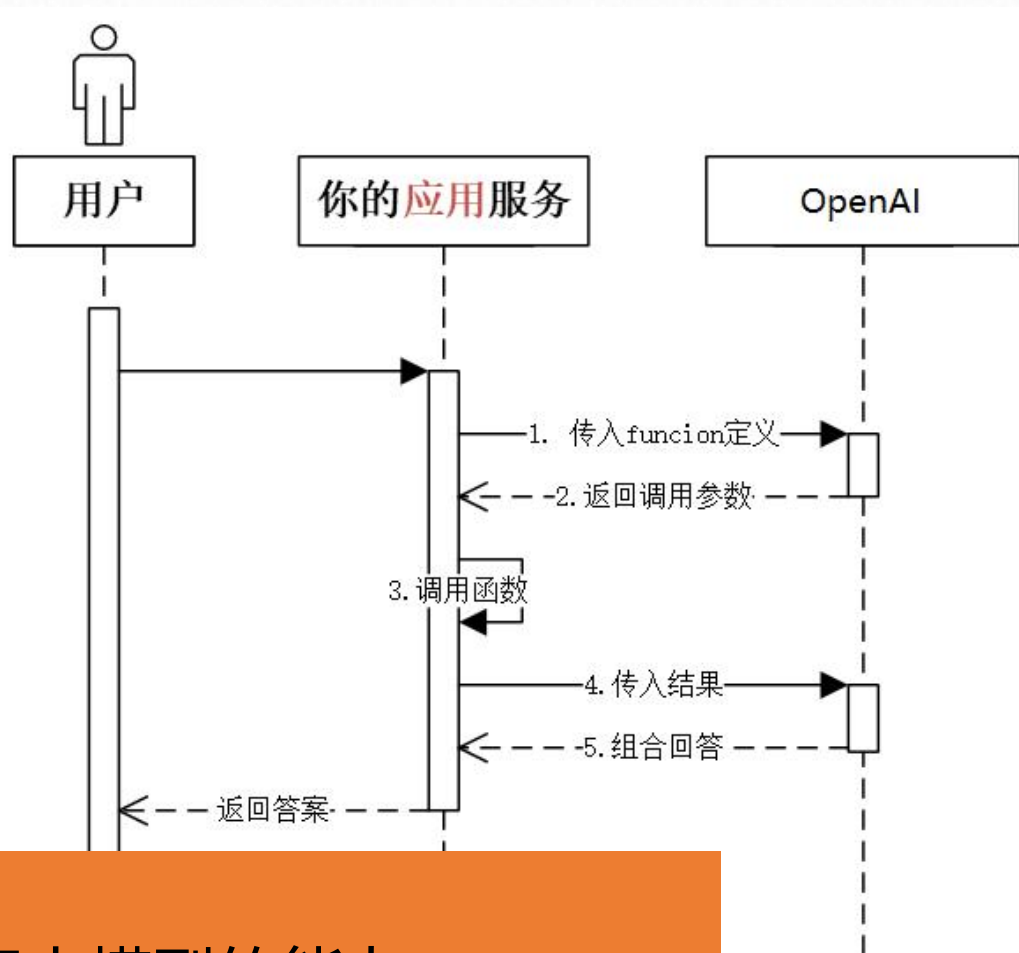 用户
你的应用服务
OpenAI
1. 传入funcion定义
2.返回调用参数
3.调用函数
4.传入结果
5.组合回答
返回答案